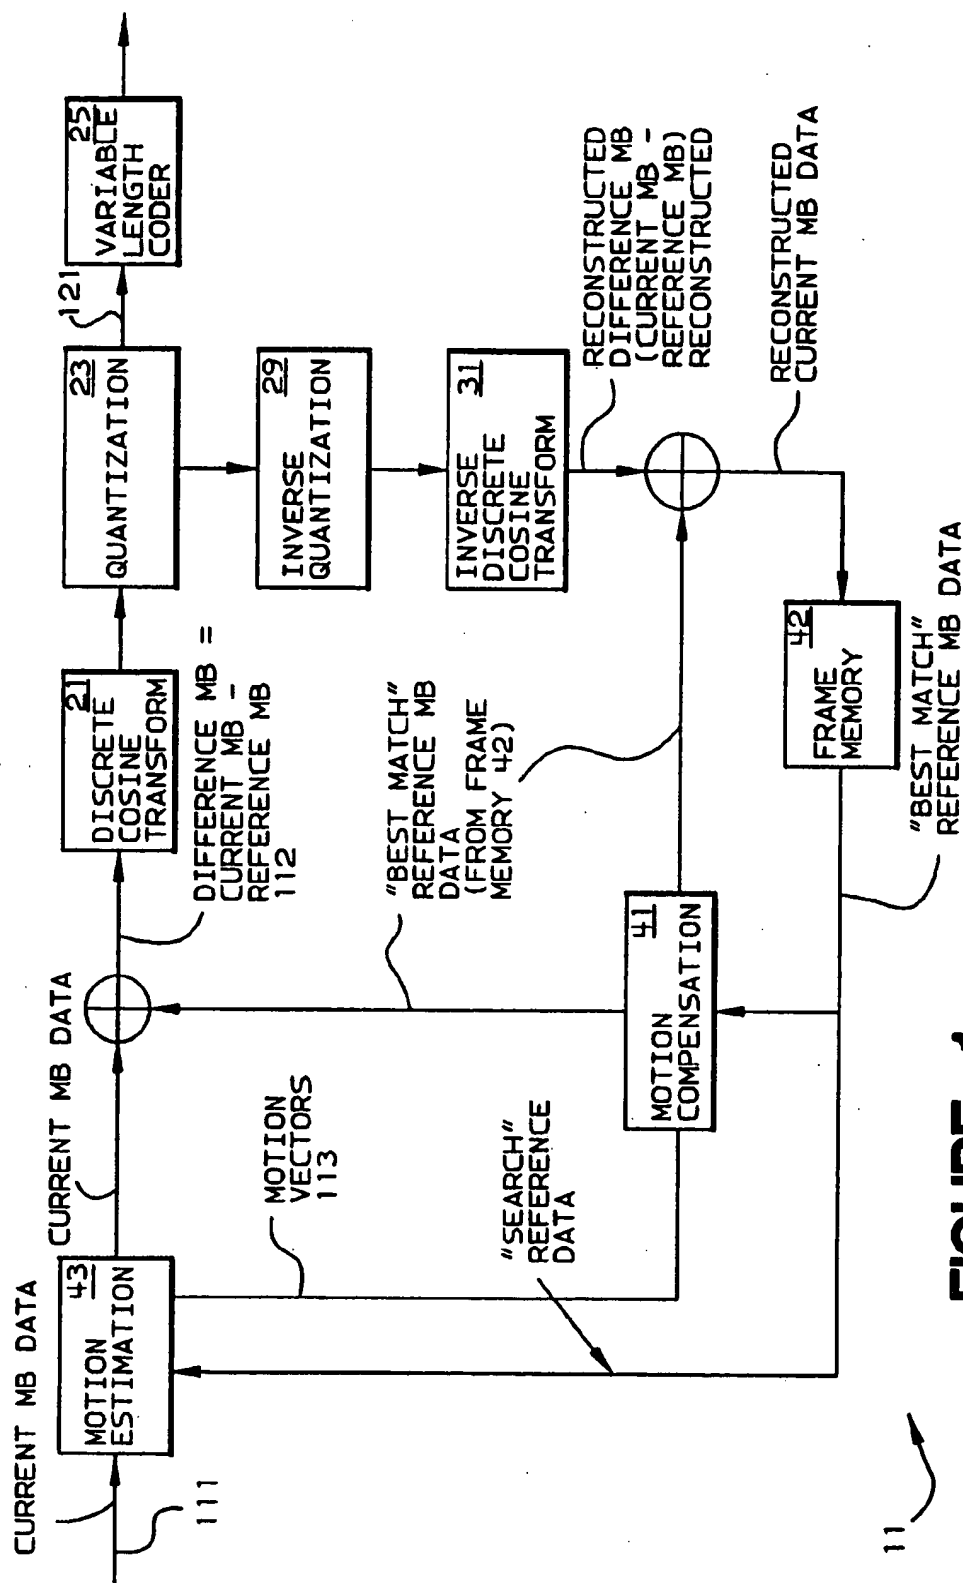 CURRENT MB DATA
111
43
MOTION
ESTIMATION
CURRENT MB DATA
MOTION
VECTORS
113
"SEARCH"
REFERENCE
DATA
DIFFERENCE MB =
CURRENT MB -
REFERENCE MB
112
21
DISCRETE
COSINE
TRANSFORM
23
QUANTIZATION
121
25
VARIABLE
LENGTH
CODER
29
INVERSE
QUANTIZATION
31
INVERSE
DISCRETE
COSINE
TRANSFORM
"BEST MATCH"
REFERENCE MB
DATA
(FROM FRAME
MEMORY 42)
41
MOTION
COMPENSATION
RECONSTRUCTED
DIFFERENCE MB
(CURRENT MB -
REFERENCE MB)
RECONSTRUCTED
RECONSTRUCTED
CURRENT MB DATA
42
FRAME
MEMORY
"BEST MATCH"
REFERENCE MB DATA
11
FIGURE 1